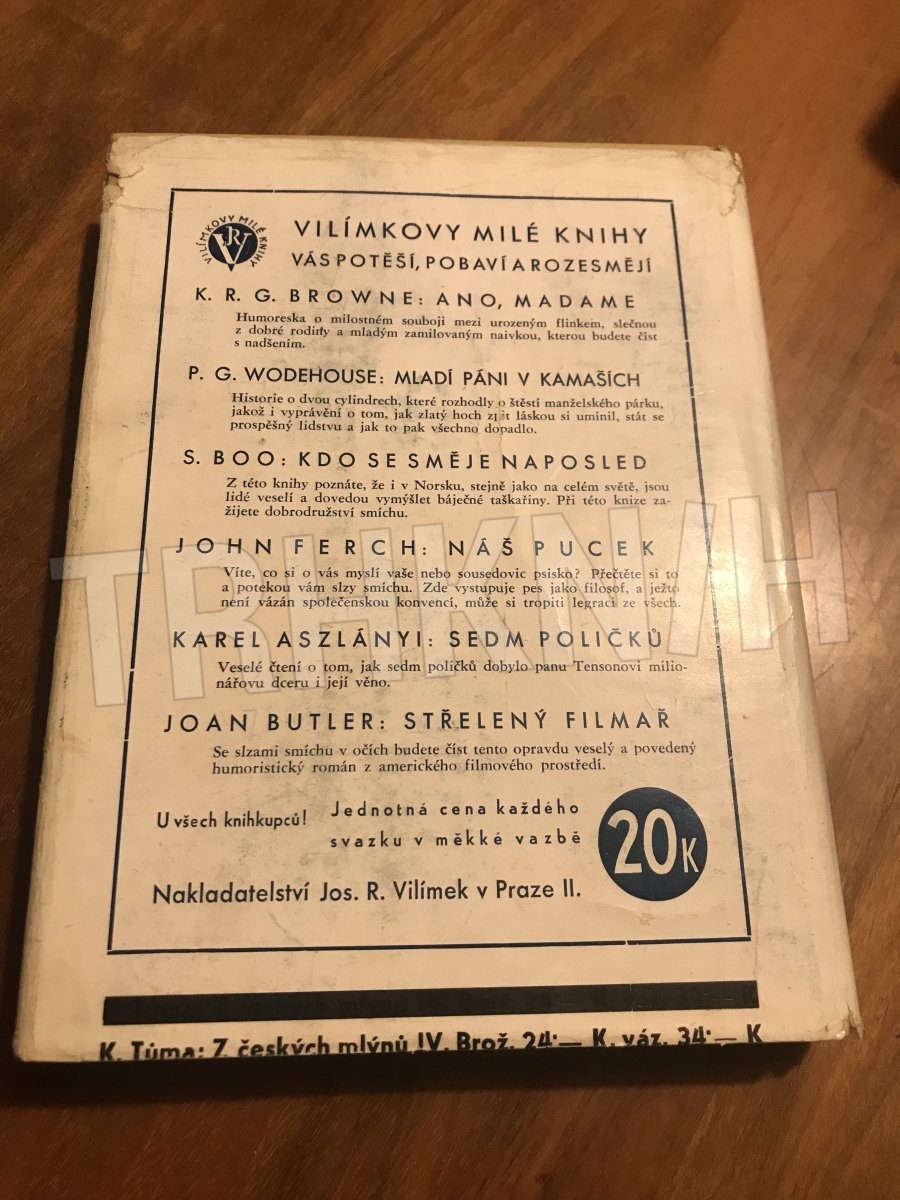 VILÍMKOVY MILÉ KNIHY
JRV
VILÍMKOVY MILÉ KNIHY
VÁS POTĚŠÍ, POBAVÍ A ROZESMĚJÍ
K. R. G. BROWNE: ANO, MADAME
Humoreska o milostném souboji mezi urozeným flinkem, slečnou
z dobré rodiny a mladým zamilovaným naivkou, kterou budete číst
s nadšením.
P. G. WODEHOUSE: MLADÍ PÁNI V KAMAŠÍCH
Historie o dvou cylindrech, které rozhodly o štěstí manželského párku,
jakož i vyprávění o tom, jak zlatý hoch zpit láskou si umínil, stát se
prospěšný lidstvu a jak to pak všechno dopadlo.
S. BOO: KDO SE SMĚJE NAPOSLED
Z této knihy poznáte, že i v Norsku, stejně jako na celém světě, jsou
lidé veselí a dovedou vymýšlet báječné taškařiny. Při této knize za-
žijete dobrodružství smíchu.
JOHN FERCH: NÁŠ PUCEK
Víte, co si o vás myslí vaše nebo sousedovic psisko? Přečtěte si to
a potekou vám slzy smíchu. Zde vystupuje pes jako filosof, a ježto
není vázán společenskou konvencí, může si tropiti legraci ze všech.
TRHKNIH
KAREL ASZLÁNYI: SEDM POLIČKŮ
Veselé čtení o tom, jak sedm poličků dobylo panu Tensonovi milio-
nářovu dceru i její věno.
JOAN BUTLER: STŘELENÝ FILMAŘ
Se slzami smíchu v očích budete číst tento opravdu veselý a povedený
humoristický román z amerického filmového prostředí.
U všech knihkupců! Jednotná cena každého
svazku v měkké vazbě
20K
Nakladatelství Jos. R. Vilímek v Praze II.
K. Tůma: Z českých mlýnů IV. Brož. 24·— K. váz. 34·— K